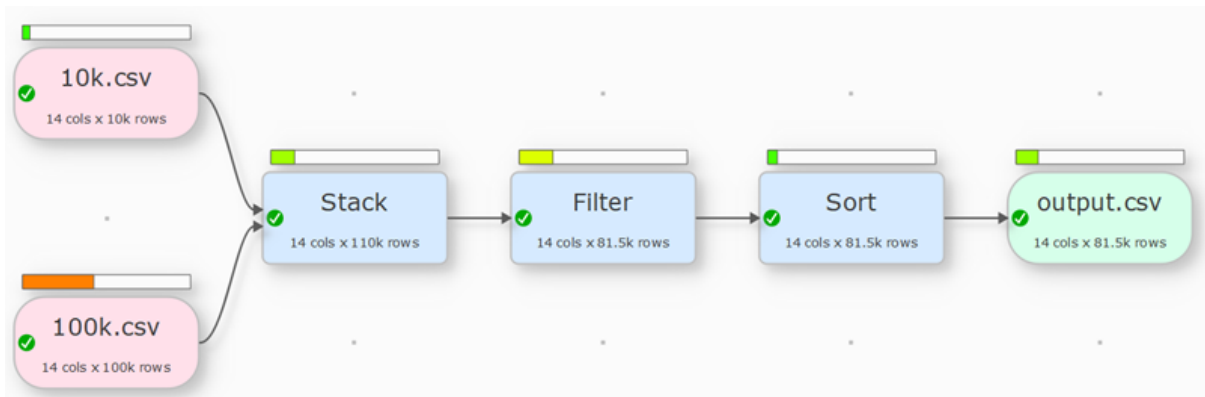 10k.csv
14 cols x 10k rows
100k.csv
14 cols x 100k rows
Stack
14 cols x 110k rows
Filter
14 cols x 81.5k rows
Sort
14 cols x 81.5k rows
output.csv
14 cols x 81.5k rows